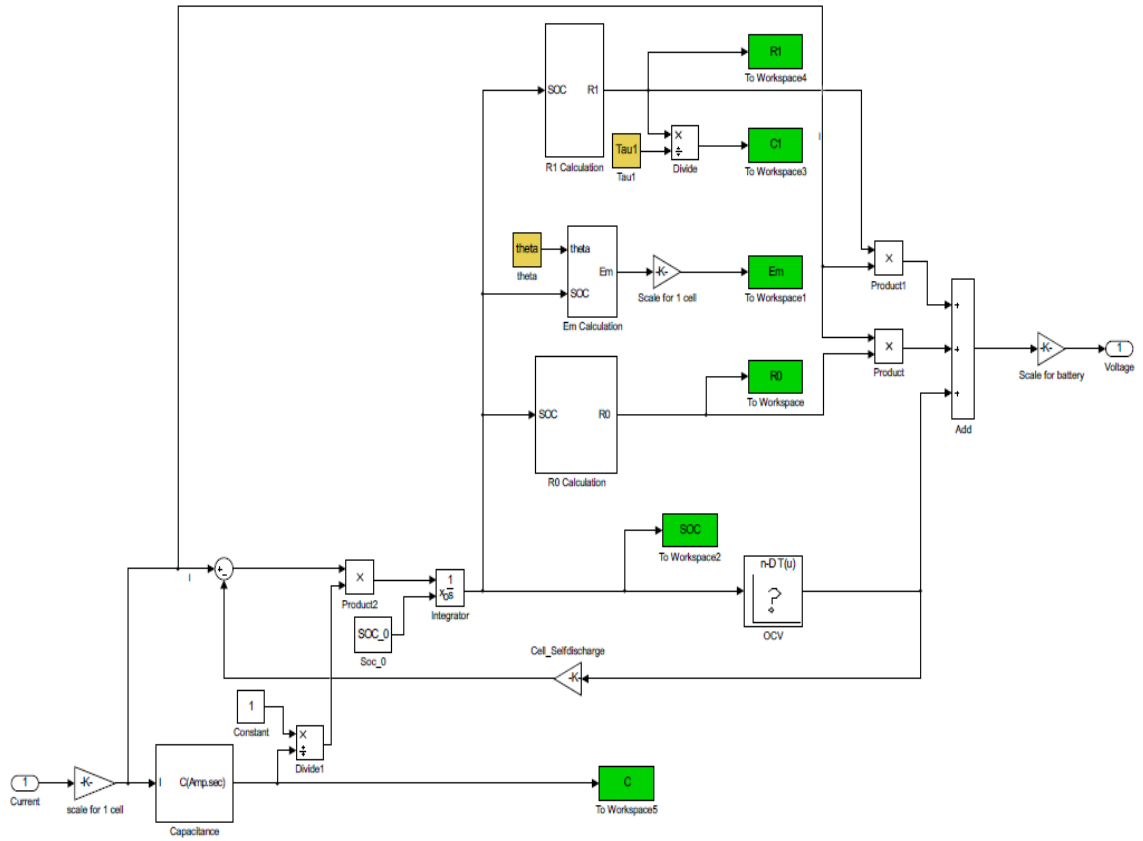 R1
To Workspace4
SOC
R1
R1 Calculation
Tau1
Tau1
×
÷
Divide
C1
To Workspace3
I
theta
theta
theta
Em
SOC
Em Calculation
-K-
Scale for 1 cell
Em
To Workspace1
×
Product1
+
+
+
Add
×
Product
-K-
Scale for battery
1
Voltage
R0
To Workspace
SOC
R0
R0 Calculation
SOC
To Workspace2
n-D T(u)
?
OCV
I
+
−
×
Product2
1
x₀s
Integrator
SOC_0
Soc_0
Cell_Selfdischarge
-K-
1
Constant
×
÷
Divide1
1
Current
-K-
scale for 1 cell
I
C(Amp.sec)
Capacitance
C
To Workspace5